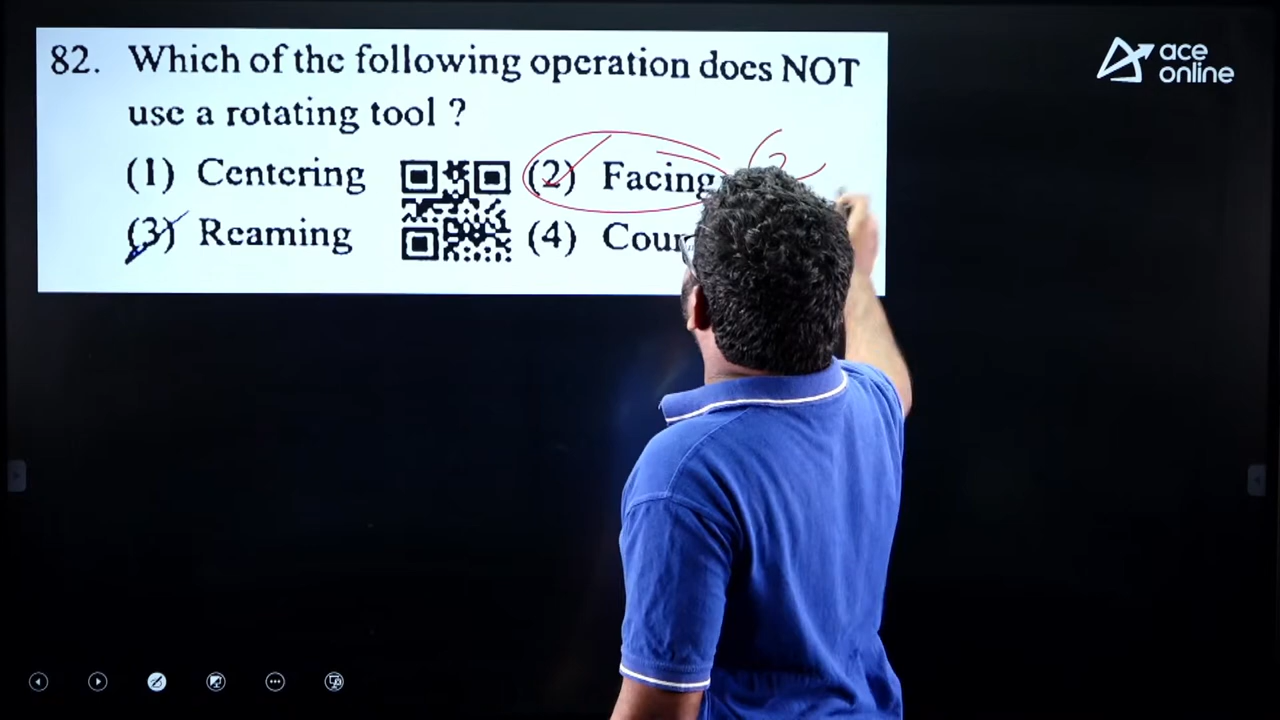 82. Which of the following operation does NOT
use a rotating tool ?
(1) Centering (2) Facing
(3) Reaming (4)
ace
online